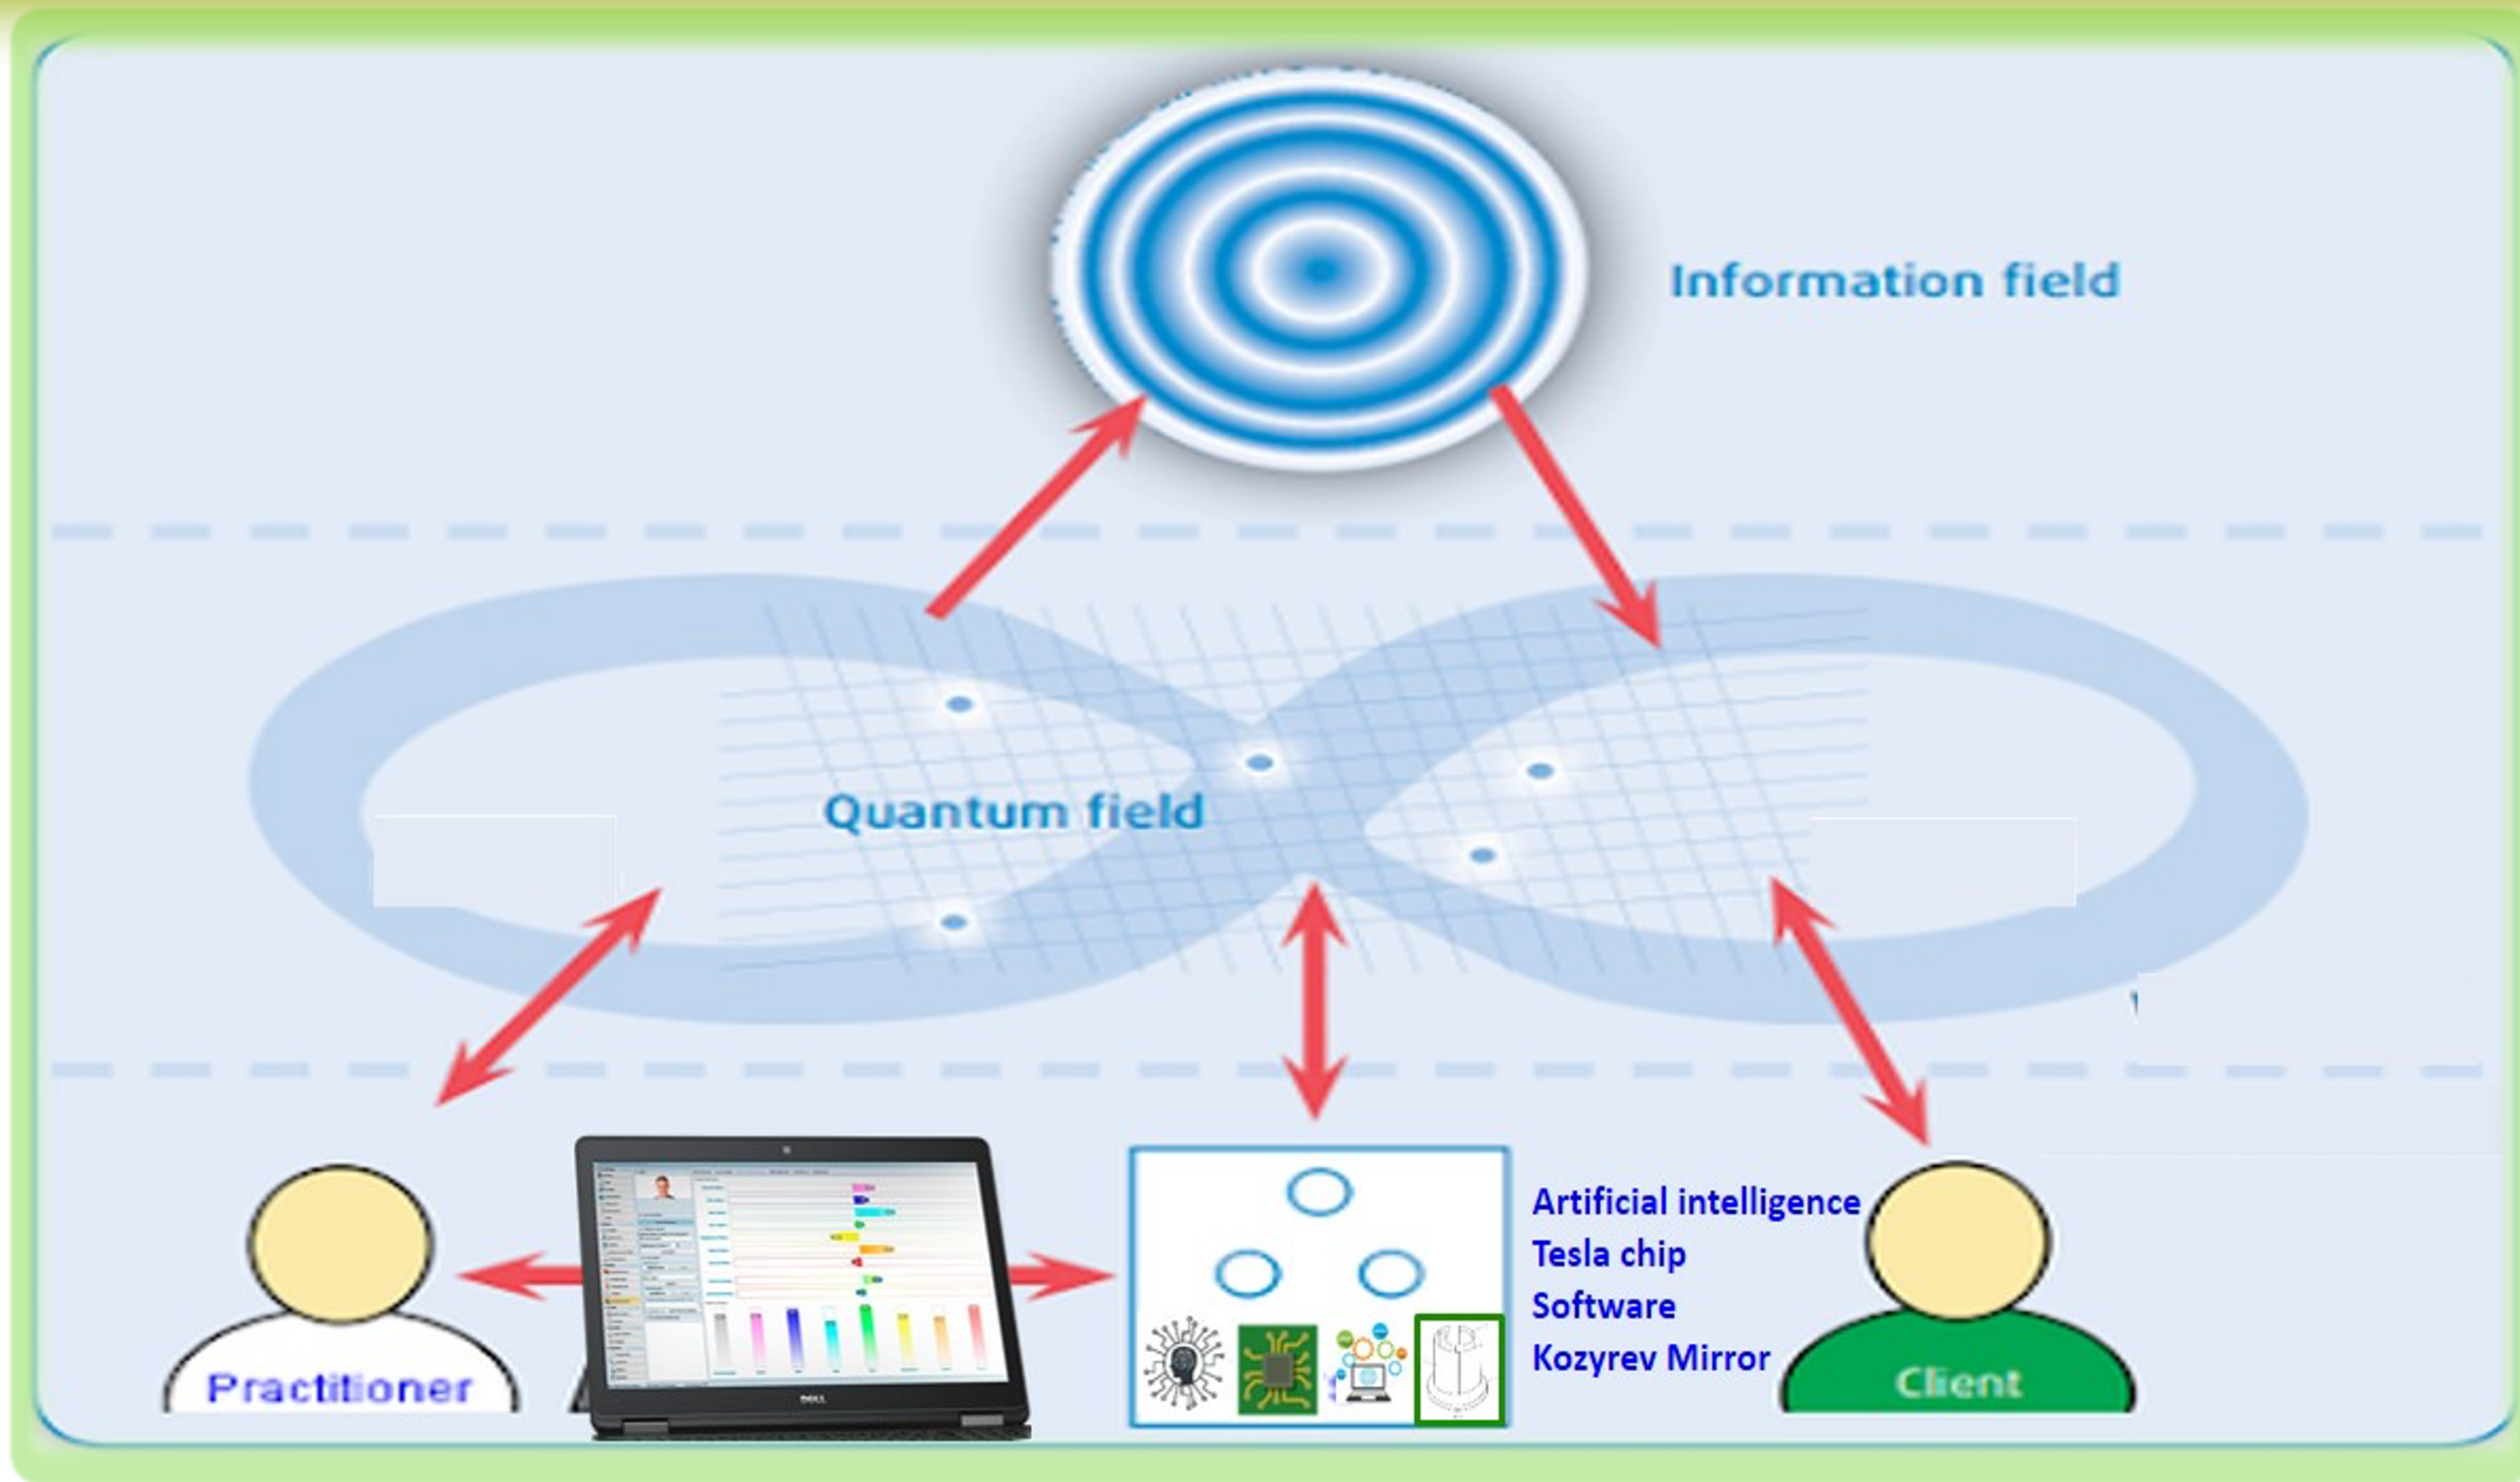 Information field
Quantum field
Artificial intelligence
Tesla chip
Software
Kozyrev Mirror
Practitioner
Client
DELL